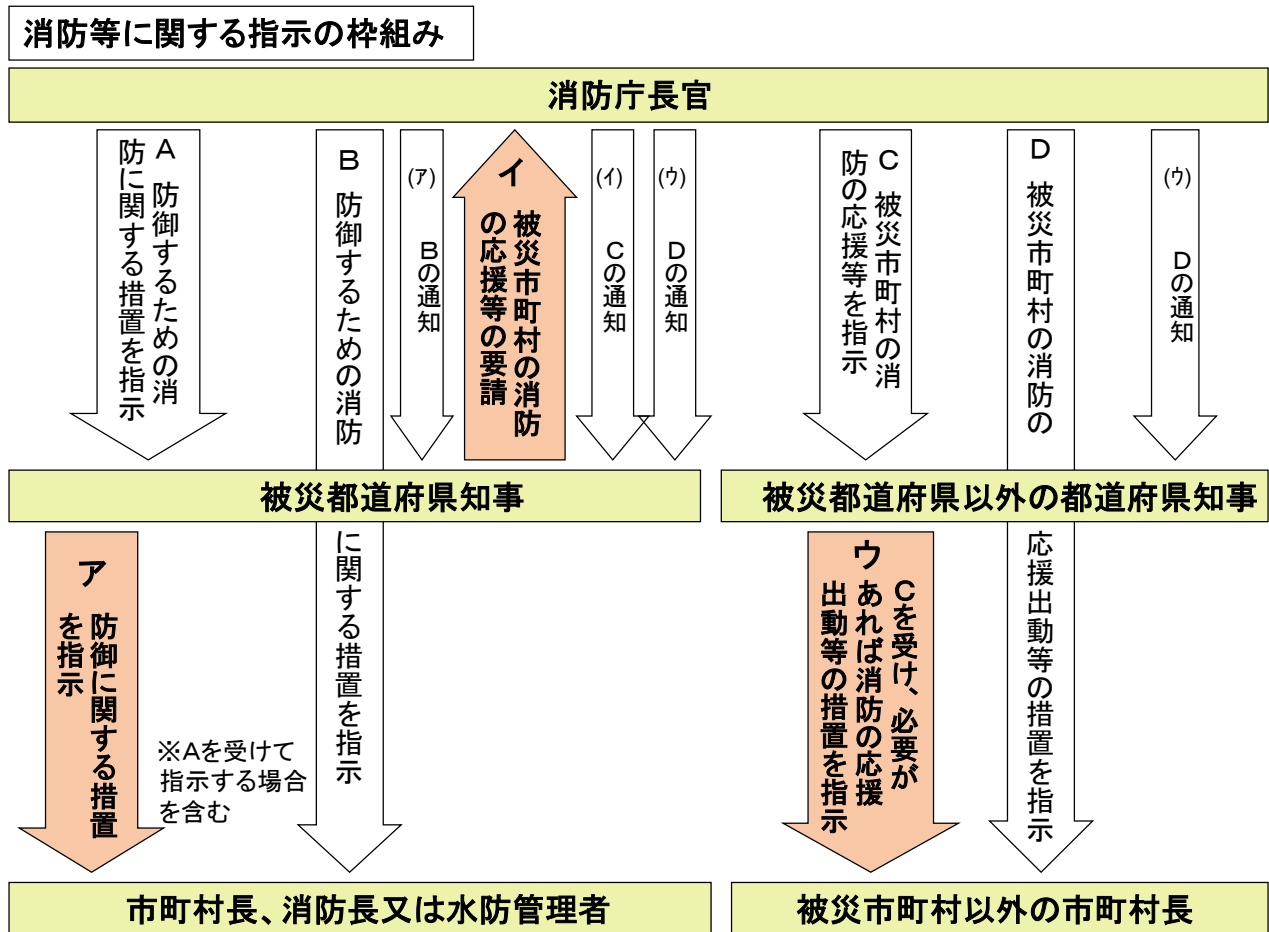 消防等に関する指示の枠組み
消防庁長官
A 防御するための消
防に関する措置を指示
B 防御するための消防
に関する措置を指示
(ア) Bの通知
イ 被災市町村の消防
の応援等の要請
(イ) Cの通知
(ウ) Dの通知
C 被災市町村の消
防の応援等を指示
D 被災市町村の消防の
応援出動等の措置を指示
(ウ) Dの通知
被災都道府県知事
被災都道府県以外の都道府県知事
ア 防御に関する措置
を指示
※Aを受けて
指示する場合
を含む
ウ Cを受け、必要が
あれば消防の応援
出動等の措置を指示
市町村長、消防長又は水防管理者
被災市町村以外の市町村長